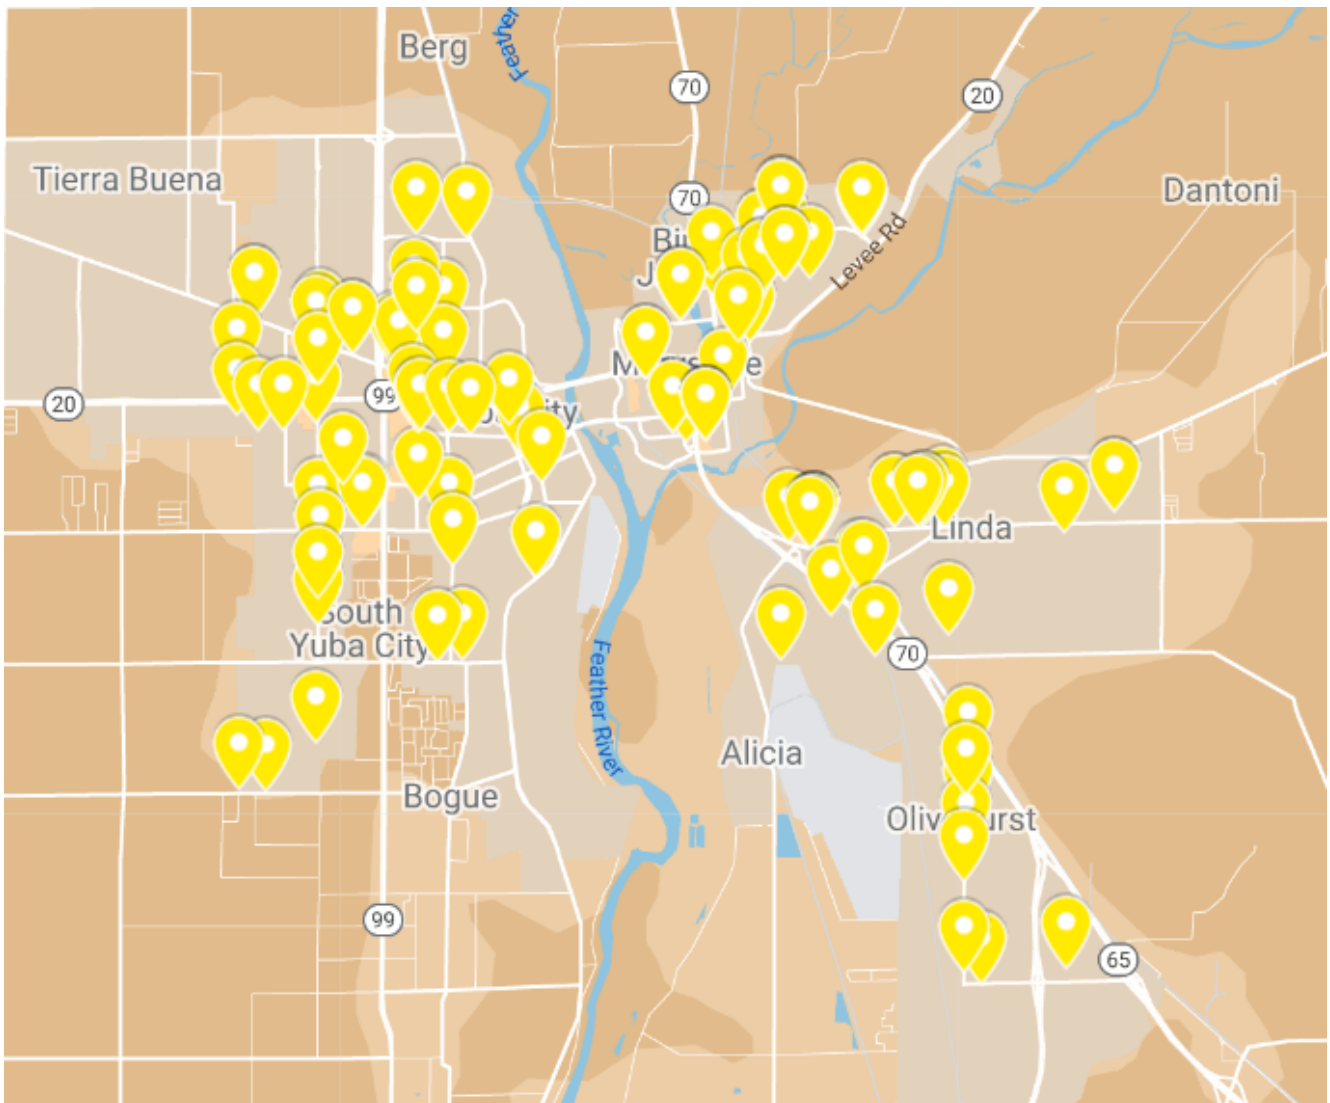 Berg
Feather
70
20
Tierra Buena
70
Dantoni
Levee Rd
20
99
Linda
South
Yuba City
70
Feather River
Alicia
Bogue
99
65